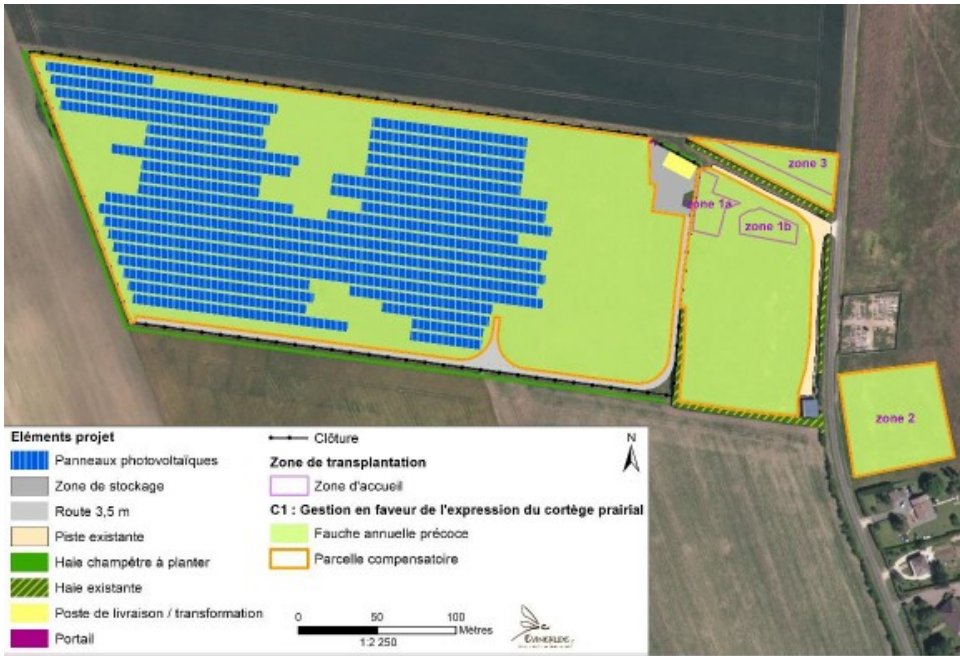 zone 3
zone 1a
zone 1b
zone 2
Eléments projet
Panneaux photovoltaïques
Zone de stockage
Route 3,5 m
Piste existante
Haie champêtre à planter
Haie existante
Poste de livraison / transformation
Portail
Clôture
Zone de transplantation
Zone d'accueil
C1 : Gestion en faveur de l'expression du cortège prairial
Fauche annuelle précoce
Parcelle compensatoire
N
0 50 100
Mètres
1:2 250